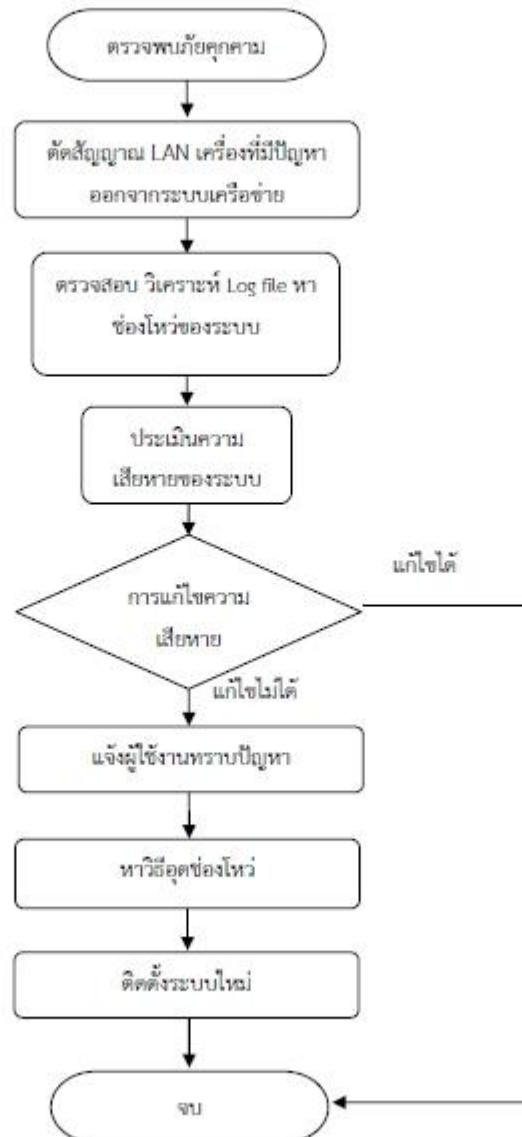 ตรวจพบภัยคุกคาม
ตัดสัญญาณ LAN เครื่องที่มีปัญหา
ออกจากระบบเครือข่าย
ตรวจสอบ วิเคราะห์ Log file หา
ช่องโหว่ของระบบ
ประเมินความ
เสียหายของระบบ
แก้ไขได้
การแก้ไขความ
เสียหาย
แก้ไขไม่ได้
แจ้งผู้ใช้งานทราบปัญหา
หาวิธีอุดช่องโหว่
ติดตั้งระบบใหม่
จบ